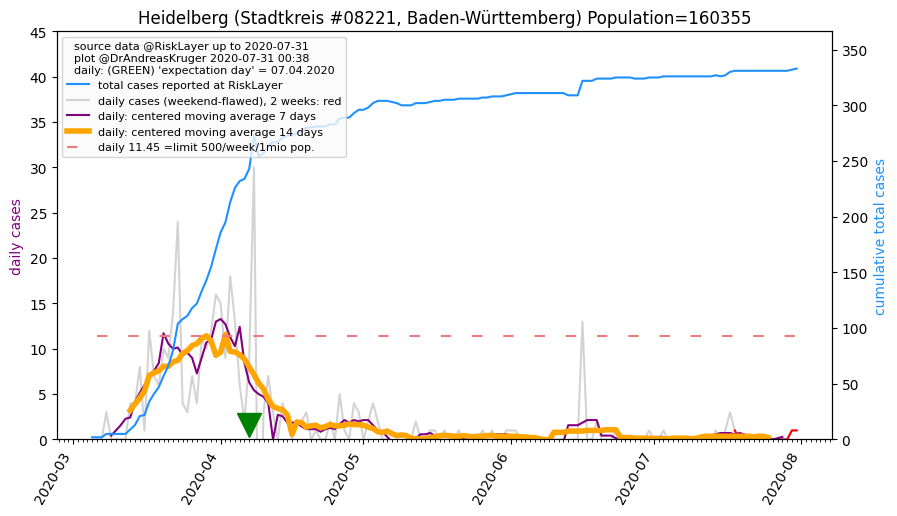 Heidelberg (Stadtkreis #08221, Baden-Württemberg) Population=160355
source data @RiskLayer up to 2020-07-31
plot @DrAndreasKruger 2020-07-31 00:38
daily: (GREEN) 'expectation day' = 07.04.2020
total cases reported at RiskLayer
daily cases (weekend-flawed), 2 weeks: red
daily: centered moving average 7 days
daily: centered moving average 14 days
daily 11.45 =limit 500/week/1mio pop.
daily cases
45
40
35
30
25
20
15
10
5
0
350
300
250
200
150
100
50
0
cumulative total cases
2020-03
2020-04
2020-05
2020-06
2020-07
2020-08